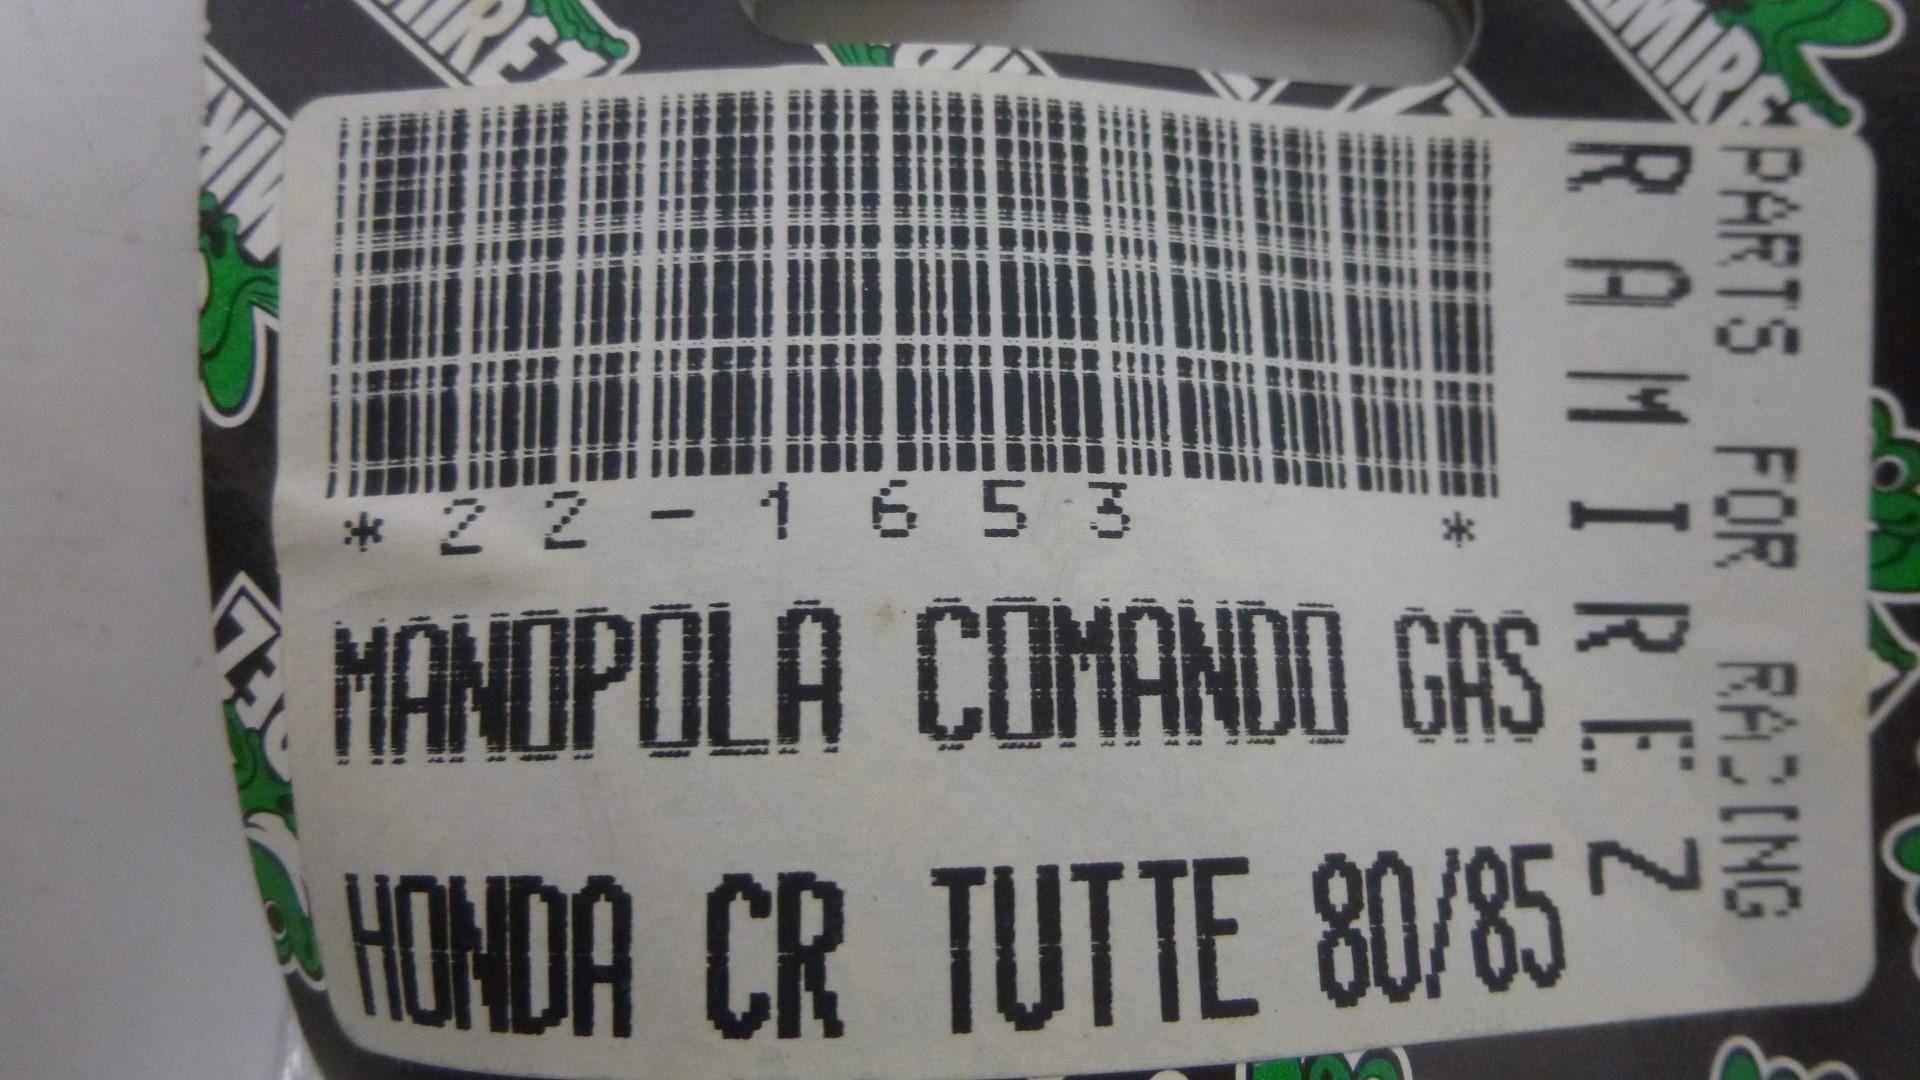 *22-1653 *
MANOPOLA COMANDO GAS
HONDA CR TUTTE 80/85
RAMIREZ
PARTS FOR RACING